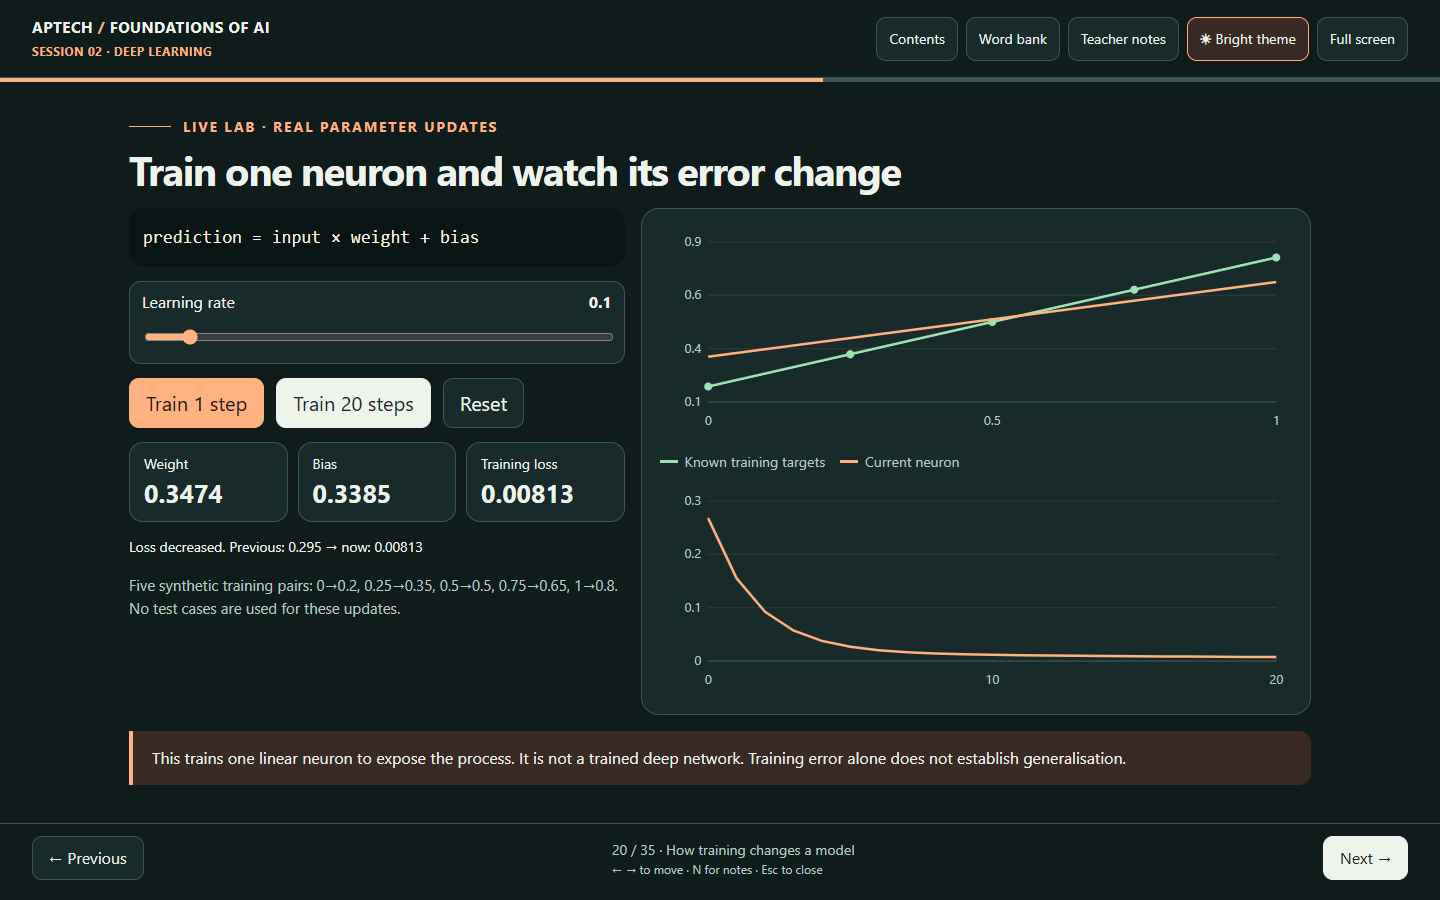 APTECH / FOUNDATIONS OF AI
SESSION 02 · DEEP LEARNING
Contents
Word bank
Teacher notes
☀ Bright theme
Full screen
LIVE LAB · REAL PARAMETER UPDATES
Train one neuron and watch its error change
prediction = input × weight + bias
Learning rate 0.1
Train 1 step
Train 20 steps
Reset
Weight
0.3474
Bias
0.3385
Training loss
0.00813
Loss decreased. Previous: 0.295 → now: 0.00813
Five synthetic training pairs: 0→0.2, 0.25→0.35, 0.5→0.5, 0.75→0.65, 1→0.8.
No test cases are used for these updates.
0.9
0.6
0.4
0.1
0 0.5 1
Known training targets Current neuron
0.3
0.2
0.1
0
0 10 20
This trains one linear neuron to expose the process. It is not a trained deep network. Training error alone does not establish generalisation.
← Previous
20 / 35 · How training changes a model
← → to move · N for notes · Esc to close
Next →